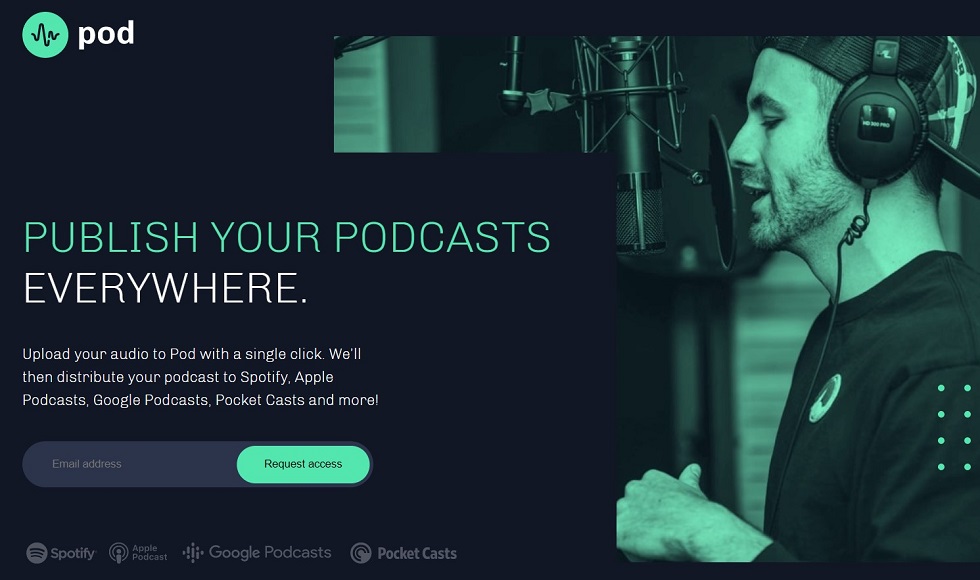 pod
PUBLISH YOUR PODCASTS
EVERYWHERE.
Upload your audio to Pod with a single click. We'll
then distribute your podcast to Spotify, Apple
Podcasts, Google Podcasts, Pocket Casts and more!
Email address
Request access
Spotify
Apple
Podcast
Google Podcasts
Pocket Casts
HD 300 PRO